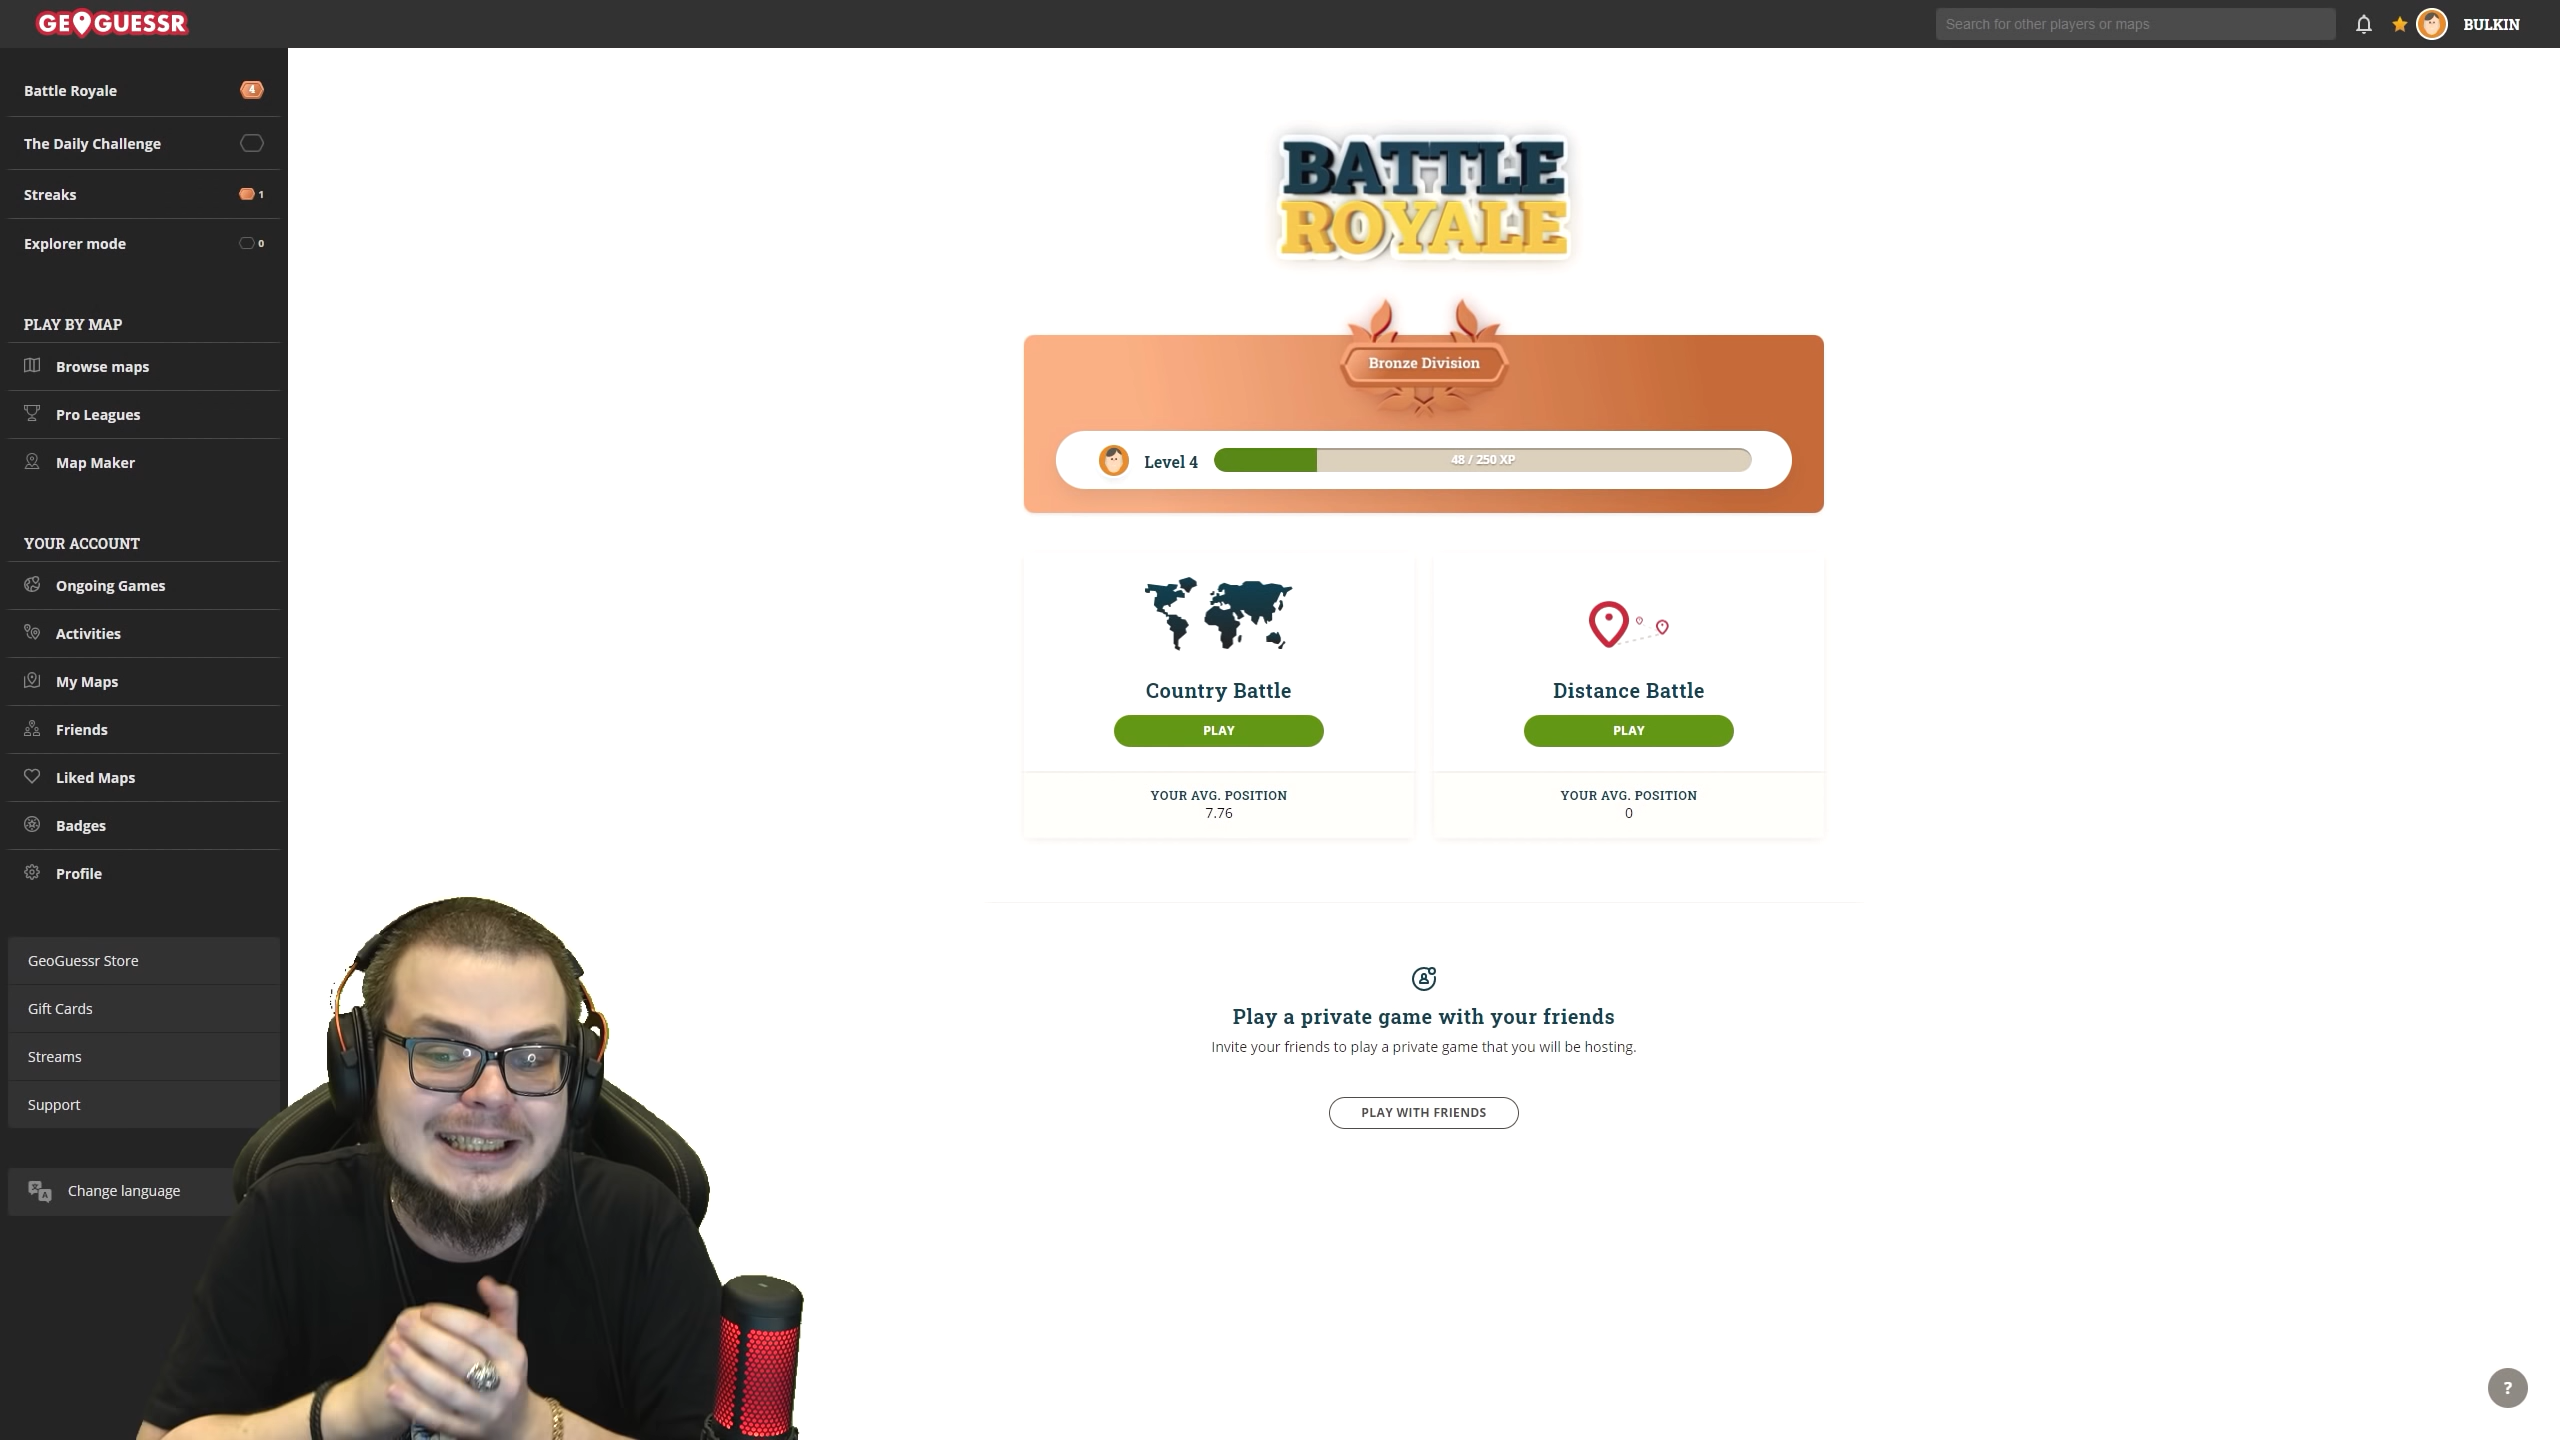 GEOGUESSR
Search for other players or maps
BULKIN
Battle Royale
4
The Daily Challenge
Streaks
1
Explorer mode
0
PLAY BY MAP
Browse maps
Pro Leagues
Map Maker
YOUR ACCOUNT
Ongoing Games
Activities
My Maps
Friends
Liked Maps
Badges
Profile
GeoGuessr Store
Gift Cards
Streams
Support
Change language
BATTLE
ROYALE
Bronze Division
Level 4
48 / 250 XP
Country Battle
PLAY
YOUR AVG. POSITION
7.76
Distance Battle
PLAY
YOUR AVG. POSITION
0
Play a private game with your friends
Invite your friends to play a private game that you will be hosting.
PLAY WITH FRIENDS
?